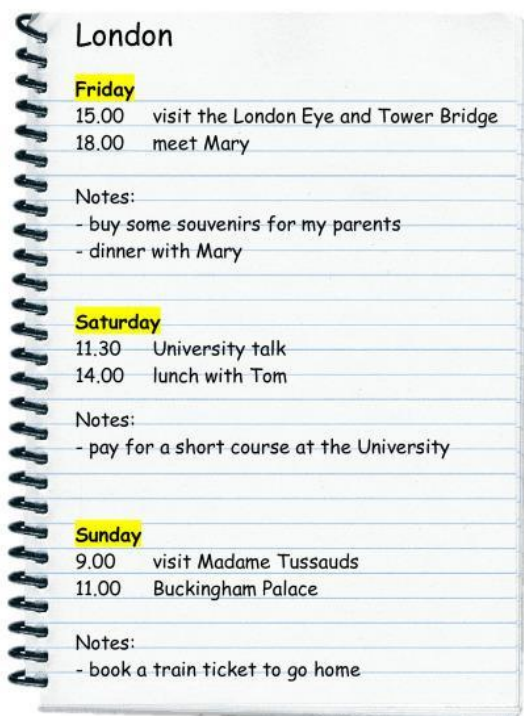 London
Friday
15.00 visit the London Eye and Tower Bridge
18.00 meet Mary
Notes:
- buy some souvenirs for my parents
- dinner with Mary
Saturday
11.30 University talk
14.00 lunch with Tom
Notes:
- pay for a short course at the University
Sunday
9.00 visit Madame Tussauds
11.00 Buckingham Palace
Notes:
- book a train ticket to go home